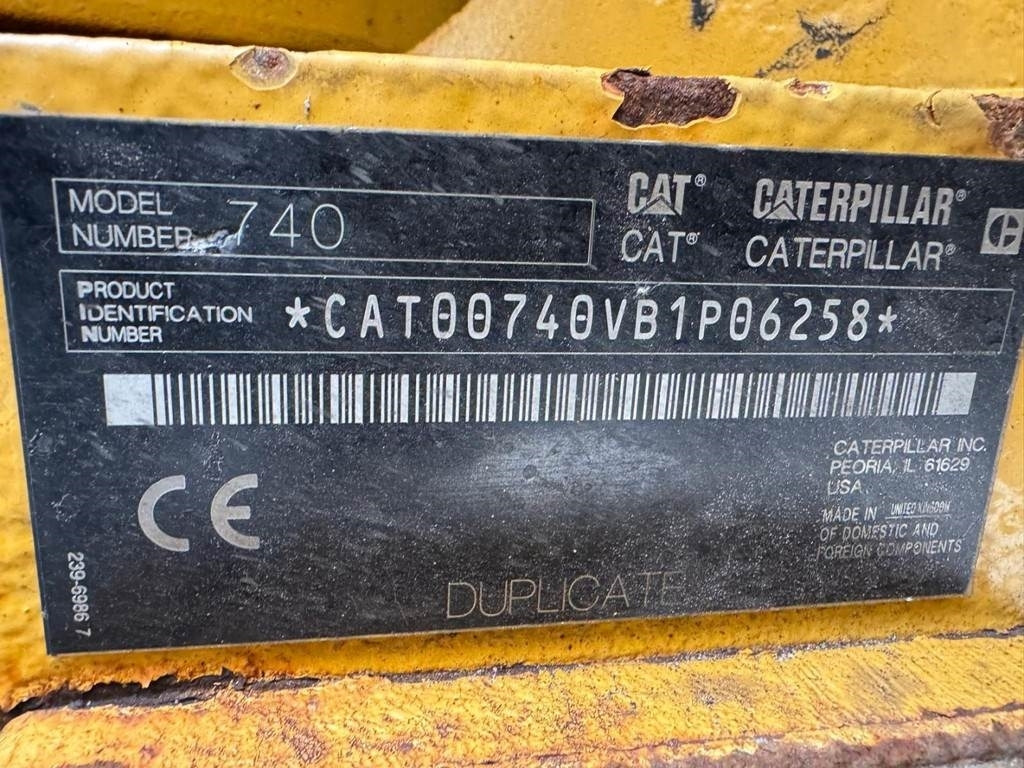 MODEL
NUMBER 740
CAT® CATERPILLAR®
CAT® CATERPILLAR®
PRODUCT
IDENTIFICATION
NUMBER
*CAT00740VB1P06258*
CATERPILLAR INC.
PEORIA, IL 61629
USA
MADE IN UNITED KINGDOM
OF DOMESTIC AND
FOREIGN COMPONENTS
CE
239-6986 7
DUPLICATE